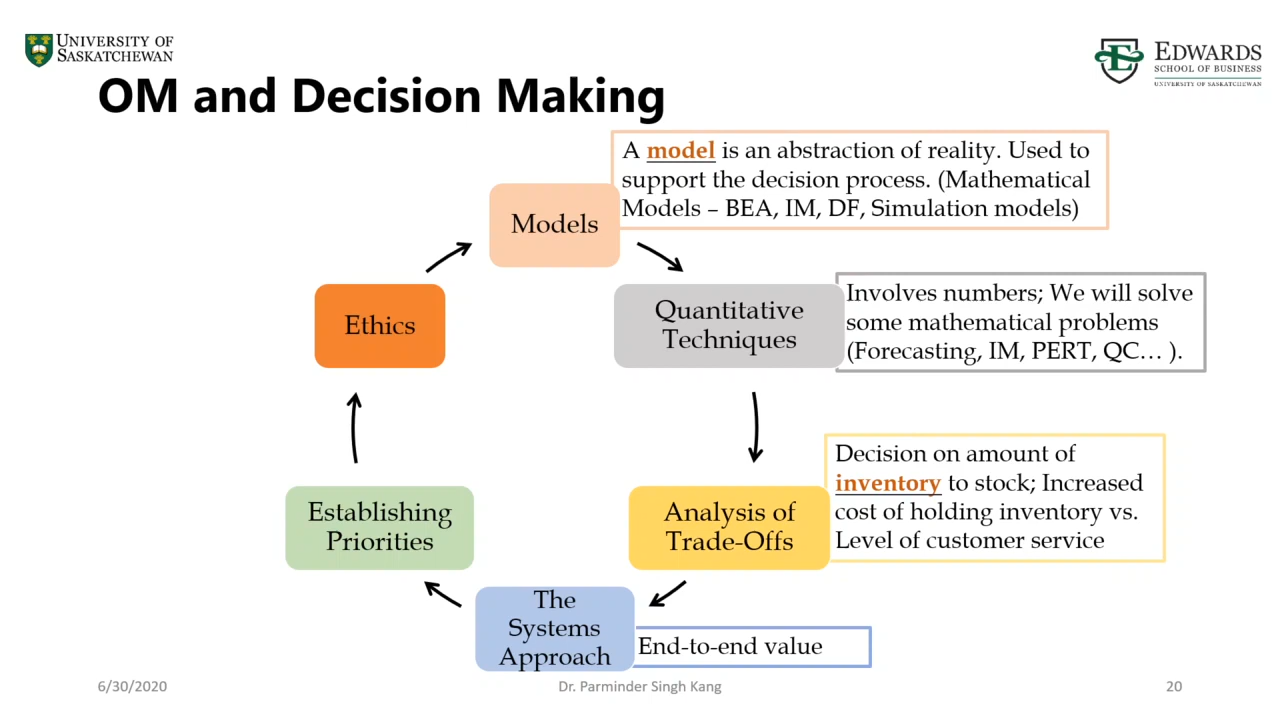 UNIVERSITY OF
SASKATCHEWAN
EDWARDS
SCHOOL OF BUSINESS
UNIVERSITY OF SASKATCHEWAN
OM and Decision Making
A model is an abstraction of reality. Used to
support the decision process. (Mathematical
Models – BEA, IM, DF, Simulation models)
Models
Quantitative
Techniques
Involves numbers; We will solve
some mathematical problems
(Forecasting, IM, PERT, QC… ).
Analysis of
Trade-Offs
Decision on amount of
inventory to stock; Increased
cost of holding inventory vs.
Level of customer service
The
Systems
Approach
End-to-end value
Establishing
Priorities
Ethics
6/30/2020
Dr. Parminder Singh Kang
20